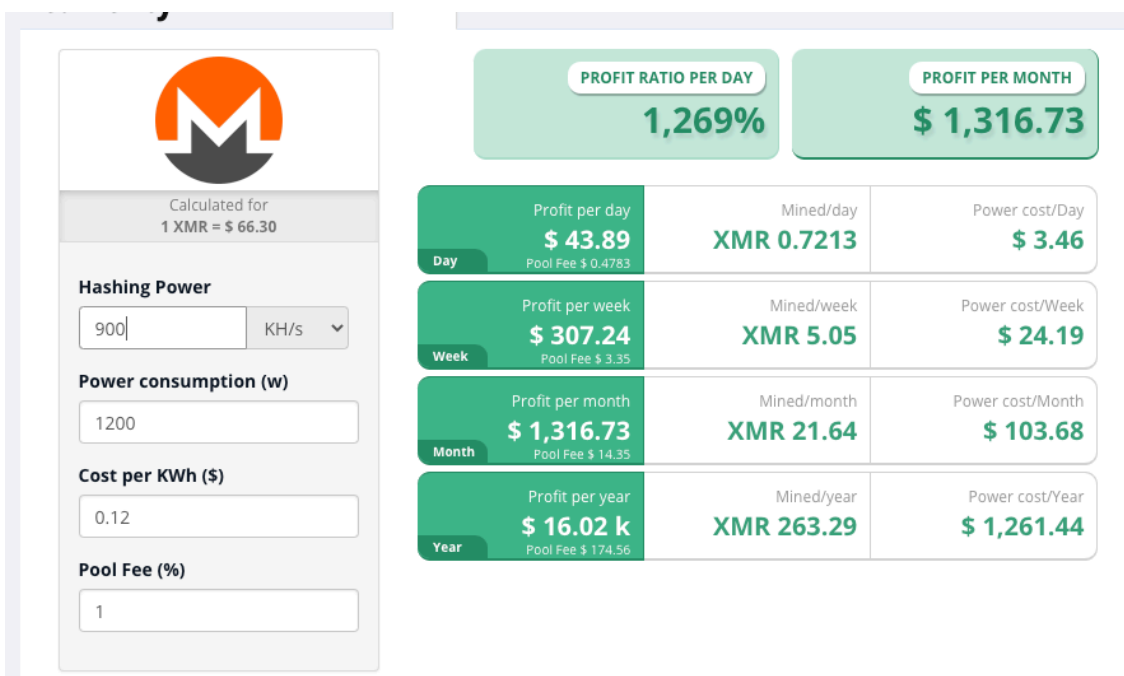 Calculated for
1 XMR = $ 66.30
Hashing Power
900 KH/s
Power consumption (w)
1200
Cost per KWh ($)
0.12
Pool Fee (%)
1
PROFIT RATIO PER DAY
1,269%
PROFIT PER MONTH
$ 1,316.73
Profit per day
$ 43.89
Day
Pool Fee $ 0.4783
Mined/day
XMR 0.7213
Power cost/Day
$ 3.46
Profit per week
$ 307.24
Week
Pool Fee $ 3.35
Mined/week
XMR 5.05
Power cost/Week
$ 24.19
Profit per month
$ 1,316.73
Month
Pool Fee $ 14.35
Mined/month
XMR 21.64
Power cost/Month
$ 103.68
Profit per year
$ 16.02 k
Year
Pool Fee $ 174.56
Mined/year
XMR 263.29
Power cost/Year
$ 1,261.44